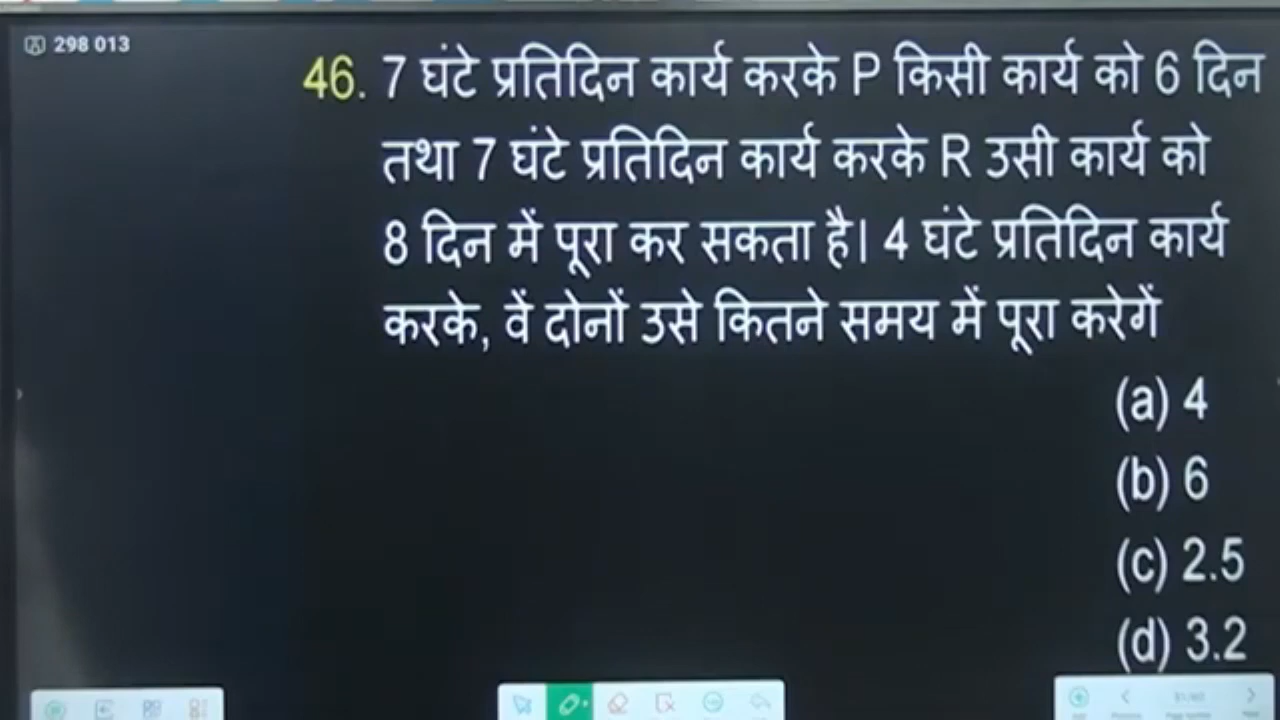 298 013
46. 7 घंटे प्रतिदिन कार्य करके P किसी कार्य को 6 दिन
तथा 7 घंटे प्रतिदिन कार्य करके R उसी कार्य को
8 दिन में पूरा कर सकता है। 4 घंटे प्रतिदिन कार्य
करके, वें दोनों उसे कितने समय में पूरा करेगें
(a) 4
(b) 6
(c) 2.5
(d) 3.2